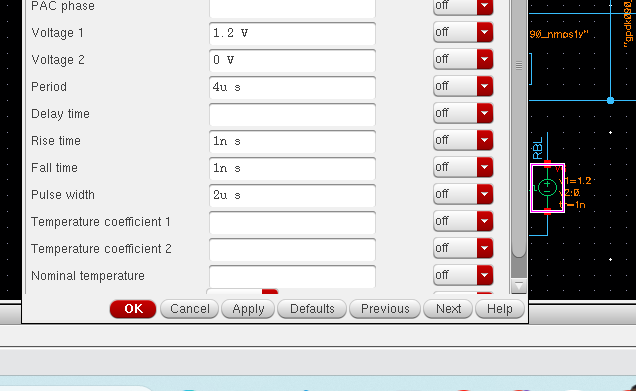 PAC phase off
Voltage 1 1.2 V off
Voltage 2 0 V off
Period 4u s off
Delay time off
Rise time 1n s off
Fall time 1n s off
Pulse width 2u s off
Temperature coefficient 1 off
Temperature coefficient 2 off
Nominal temperature off
OK Cancel Apply Defaults Previous Next Help
90_nmos1v"
"gpdk090
RBL
v1=1.2
v2:0